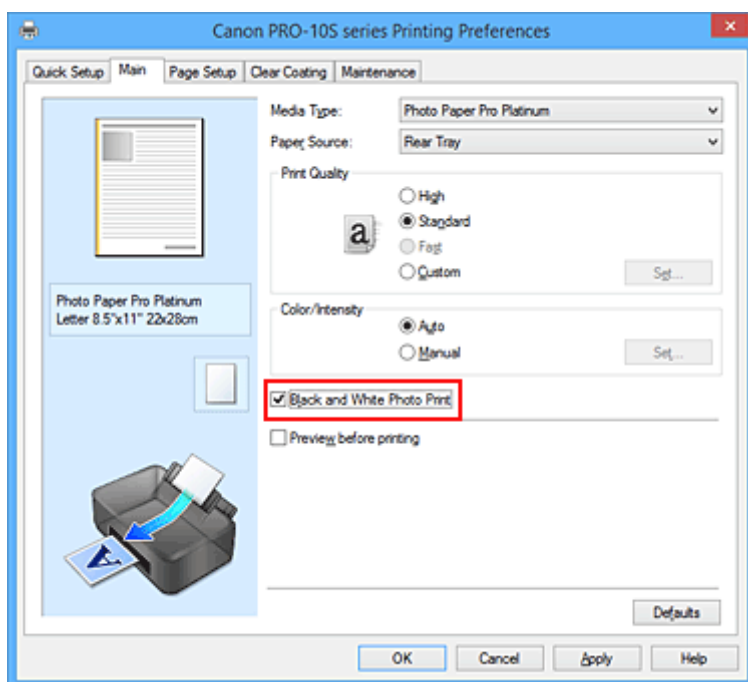 Canon PRO-10S series Printing Preferences
Quick Setup Main Page Setup Clear Coating Maintenance
Media Type: Photo Paper Pro Platinum
Paper Source: Rear Tray
Print Quality
High
a Standard
Fast
Custom Set...
Photo Paper Pro Platinum
Letter 8.5"x11" 22x28cm
Color/Intensity
Auto
Manual Set...
Black and White Photo Print
Preview before printing
A
Defaults
OK Cancel Apply Help